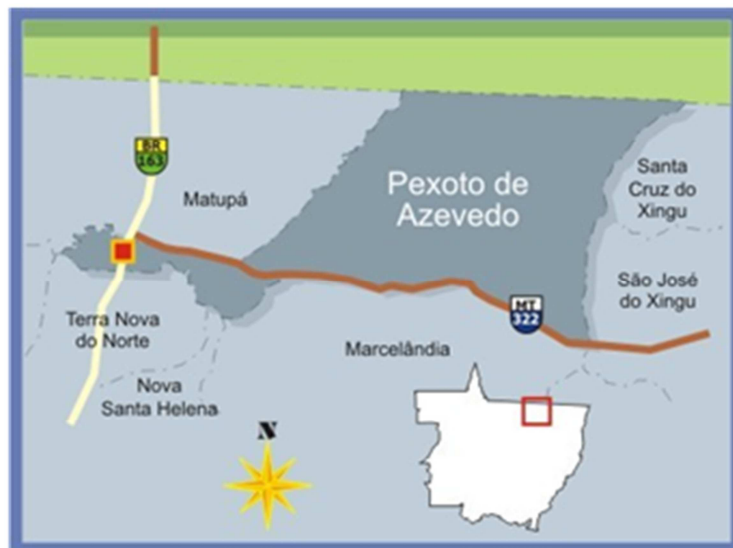 BR
163
Matupá
Pexoto de
Azevedo
Santa
Cruz do
Xingu
São José
do Xingu
MT
322
Terra Nova
do Norte
Marcelândia
Nova
Santa Helena
N